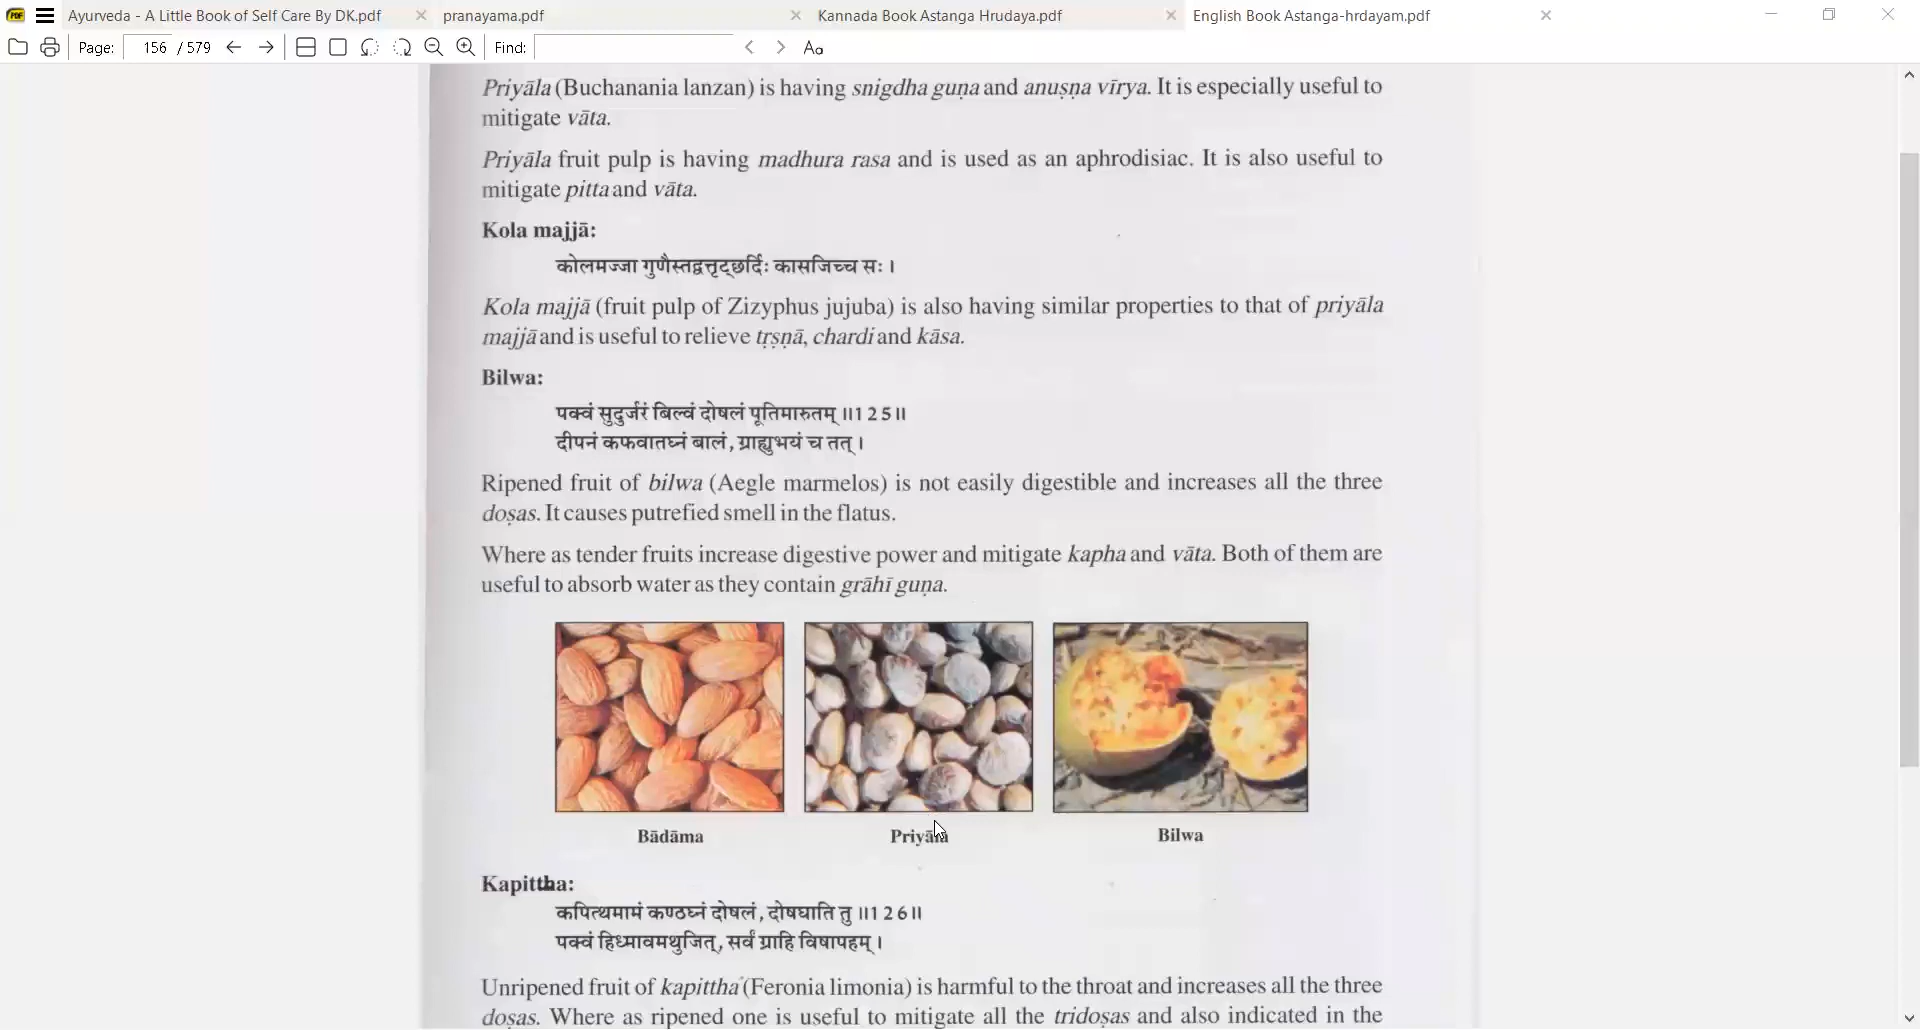 Ayurveda - A Little Book of Self Care By DK.pdf
pranayama.pdf
Kannada Book Astanga Hrudaya.pdf
English Book Astanga-hrdayam.pdf
Page: 156 / 579
Find:
Priyāla (Buchanania lanzan) is having snigdha guṇa and anuṣṇa vīrya. It is especially useful to
mitigate vāta.
Priyāla fruit pulp is having madhura rasa and is used as an aphrodisiac. It is also useful to
mitigate pitta and vāta.
Kola majjā:
कोलमज्जा गुणैस्तद्वत्तृट्छर्दिः कासजिच्च सः ।
Kola majjā (fruit pulp of Zizyphus jujuba) is also having similar properties to that of priyāla
majjā and is useful to relieve tṛṣṇā, chardi and kāsa.
Bilwa:
पक्वं सुदुर्जरं बिल्वं दोषलं पूतिमारुतम् ॥125॥
दीपनं कफवातघ्नं बालं, ग्राह्युभयं च तत् ।
Ripened fruit of bilwa (Aegle marmelos) is not easily digestible and increases all the three
doṣas. It causes putrefied smell in the flatus.
Where as tender fruits increase digestive power and mitigate kapha and vāta. Both of them are
useful to absorb water as they contain grāhī guṇa.
Bādāma Priyāla Bilwa
Kapittha:
कपित्थमामं कण्ठघ्नं दोषलं, दोषघाति तु ॥126॥
पक्वं हिध्मावमथुजित्, सर्वं ग्राहि विषापहम् ।
Unripened fruit of kapittha (Feronia limonia) is harmful to the throat and increases all the three
doṣas. Where as ripened one is useful to mitigate all the tridoṣas and also indicated in the